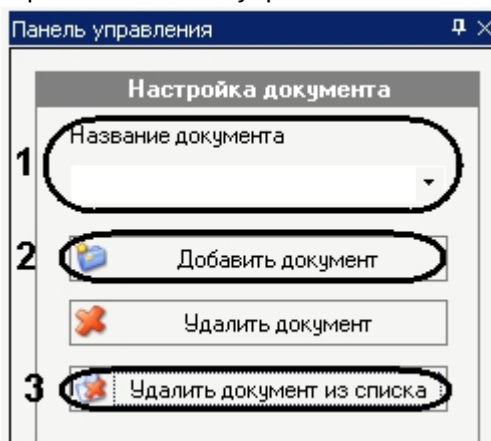 Панель управления
Настройка документа
1
Название документа
2
Добавить документ
Удалить документ
3
Удалить документ из списка